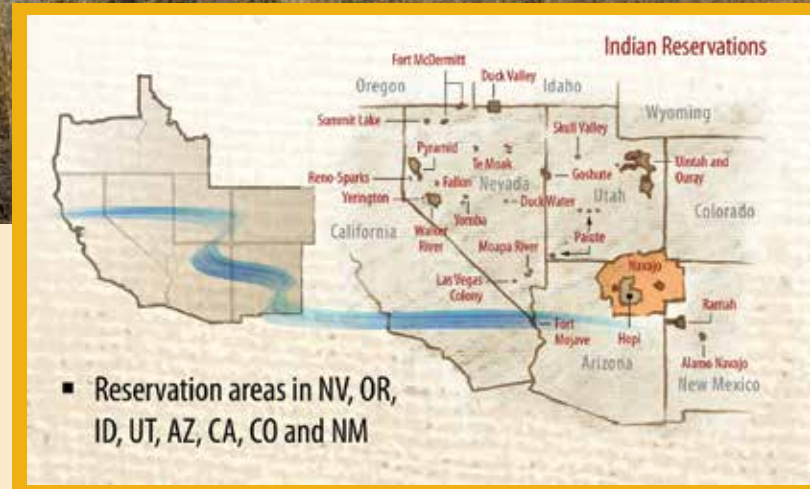 Indian Reservations
Fort McDermitt
Duck Valley
Oregon
Idaho
Wyoming
Summit Lake
Skull Valley
Pyramid
Te Moak
Goshute
Uintah and
Ouray
Reno-Sparks
Fallon
Nevada
Utah
Yerington
Yomba
Duck Water
Colorado
California
Walker
River
Moapa River
Paiute
Navajo
Las Vegas
Colony
Ramah
Fort
Mojave
Hopi
Arizona
Alamo Navajo
New Mexico
▪ Reservation areas in NV, OR,
ID, UT, AZ, CA, CO and NM